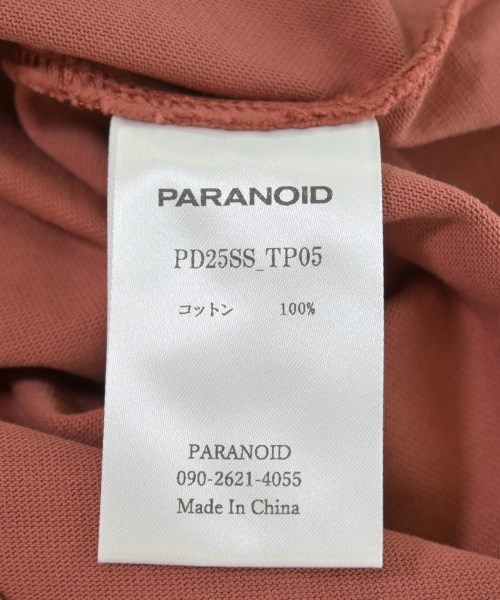 PARANOID
PD25SS_TP05
コットン 100%
PARANOID
090-2621-4055
Made In China